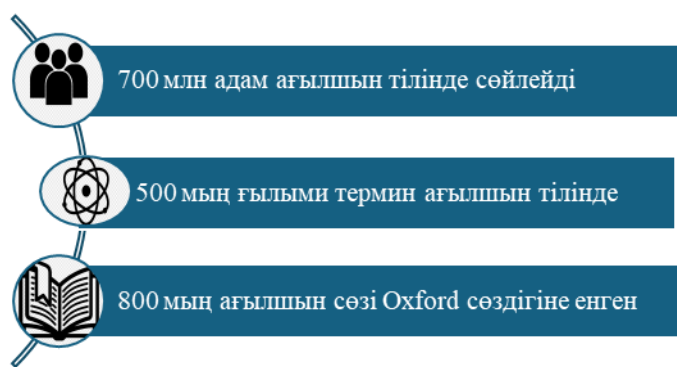 700 млн адам ағылшын тілінде сөйлейді
500 мың ғылыми термин ағылшын тілінде
800 мың ағылшын сөзі Oxford сөздігіне енген